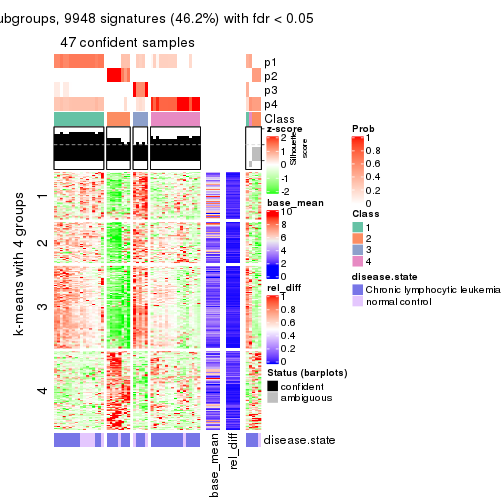 ubgroups, 9948 signatures (46.2%) with fdr < 0.05
47 confident samples
p1
p2
p3
p4
Class
Silhouette
score
k-means with 4 groups
1
2
3
4
base_mean
rel_diff
disease.state
z-score
2
1
0
-1
-2
base_mean
10
8
6
4
2
0
rel_diff
1
0.8
0.6
0.4
0.2
0
Status (barplots)
confident
ambiguous
Prob
1
0.8
0.6
0.4
0.2
0
Class
1
2
3
4
disease.state
Chronic lymphocytic leukemia
normal control